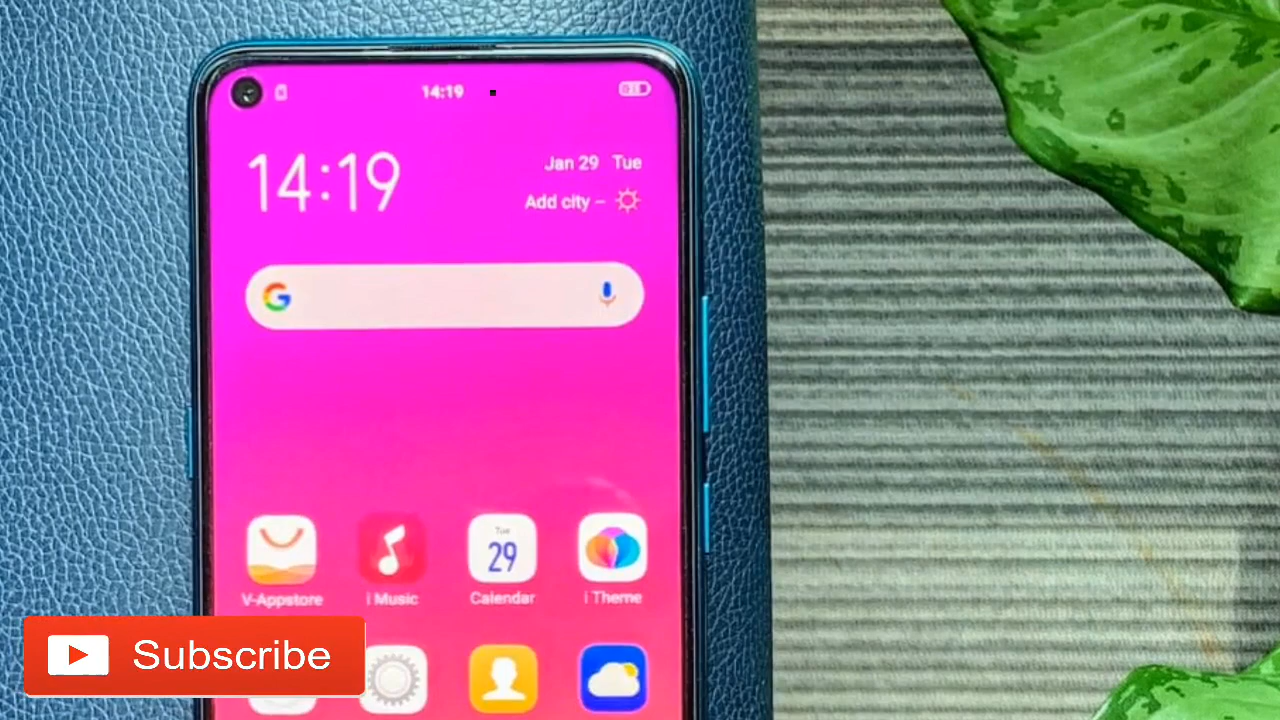 14:19
14:19
Jan 29 Tue
Add city –
G
V-Appstore
i Music
Calendar
i Theme
Tue
29
Subscribe